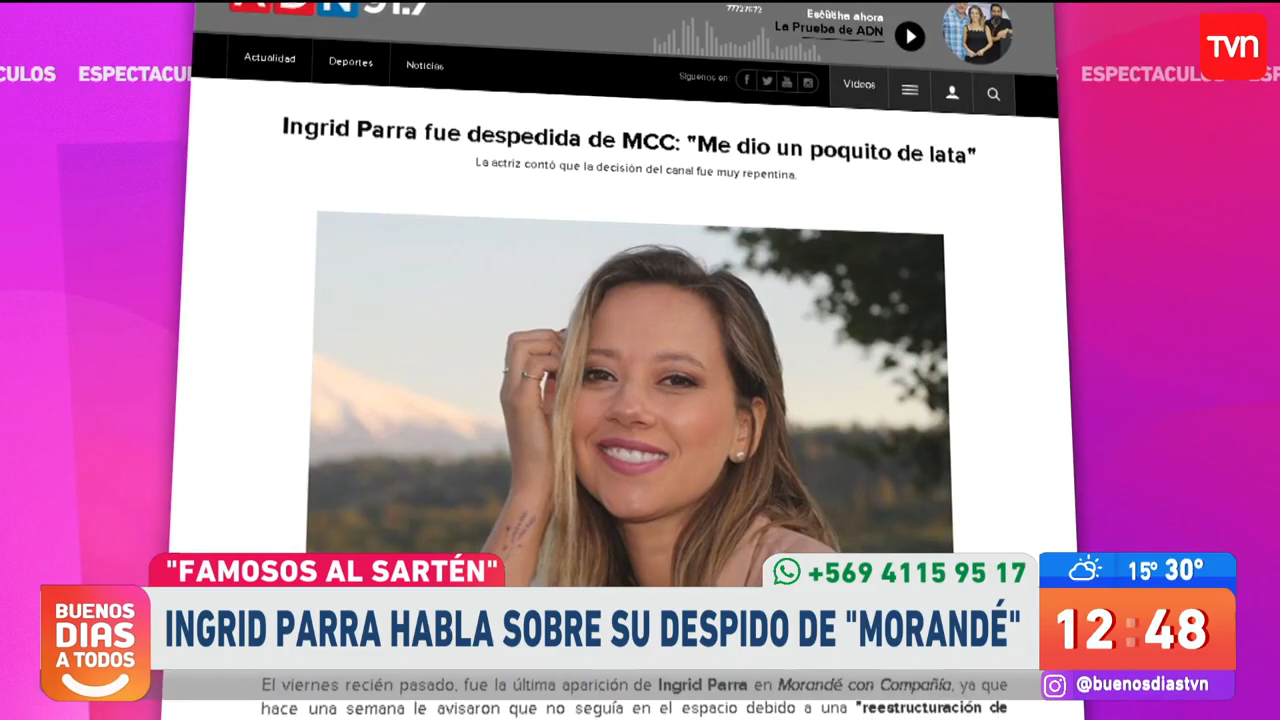 ADN 91.7
77727672
Escucha ahora
La Prueba de ADN
TVN
ESPECTACULOS
Actualidad
Deportes
Noticias
Síguenos en:
Videos
Ingrid Parra fue despedida de MCC: "Me dio un poquito de lata"
La actriz contó que la decisión del canal fue muy repentina.
"FAMOSOS AL SARTÉN"
+569 4115 95 17
15° 30°
BUENOS
DIAS
A TODOS
INGRID PARRA HABLA SOBRE SU DESPIDO DE "MORANDÉ"
12:48
@buenosdiastvn
El viernes recién pasado, fue la última aparición de Ingrid Parra en Morandé con Compañía, ya que
hace una semana le avisaron que no seguía en el espacio debido a una "reestructuración de